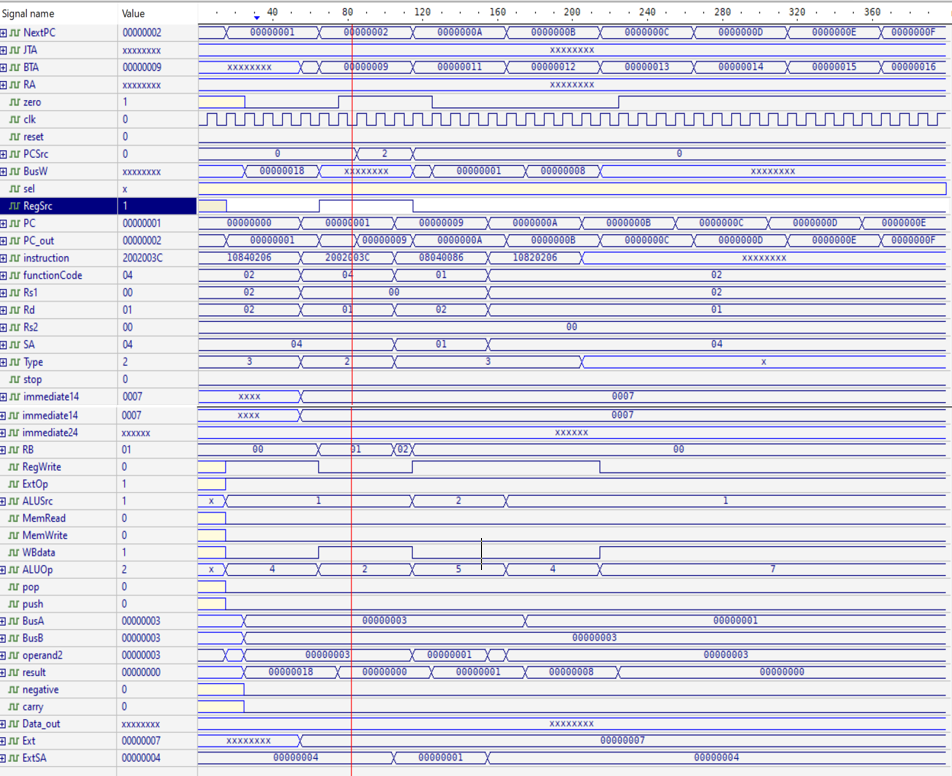 Signal name Value 40 80 120 160 200 240 280 320 360
NextPC 00000002 00000001 00000002 0000000A 0000000B 0000000C 0000000D 0000000E 0000000F
JTA xxxxxxxx xxxxxxxx
BTA 00000009 xxxxxxxx 00000009 00000011 00000012 00000013 00000014 00000015 00000016
RA xxxxxxxx xxxxxxxx
zero 1
clk 0
reset 0
PCSrc 0 0 2 0
BusW xxxxxxxx 00000018 xxxxxxxx 00000001 00000008 xxxxxxxx
sel x
RegSrc 1
PC 00000001 00000000 00000001 00000009 0000000A 0000000B 0000000C 0000000D 0000000E
PC_out 00000002 00000001 00000009 0000000A 0000000B 0000000C 0000000D 0000000E 0000000F
instruction 2002003C 10840206 2002003C 08040086 10820206 xxxxxxxx
functionCode 04 02 04 01 02
Rs1 00 02 00 02
Rd 01 02 01 02 01
Rs2 00 00
SA 04 04 01 04
Type 2 3 2 3 x
stop 0
immediate14 0007 xxxx 0007
immediate14 0007 xxxx 0007
immediate24 xxxxxx xxxxxx
RB 01 00 01 02 00
RegWrite 0
ExtOp 1
ALUSrc 1 x 1 2 1
MemRead 0
MemWrite 0
WBdata 1
ALUOp 2 x 4 2 5 4 7
pop 0
push 0
BusA 00000003 00000003 00000001
BusB 00000003 00000003
operand2 00000003 00000003 00000001 00000003
result 00000000 00000018 00000000 00000001 00000008 00000000
negative 0
carry 0
Data_out xxxxxxxx xxxxxxxx
Ext 00000007 xxxxxxxx 00000007
ExtSA 00000004 00000004 00000001 00000004